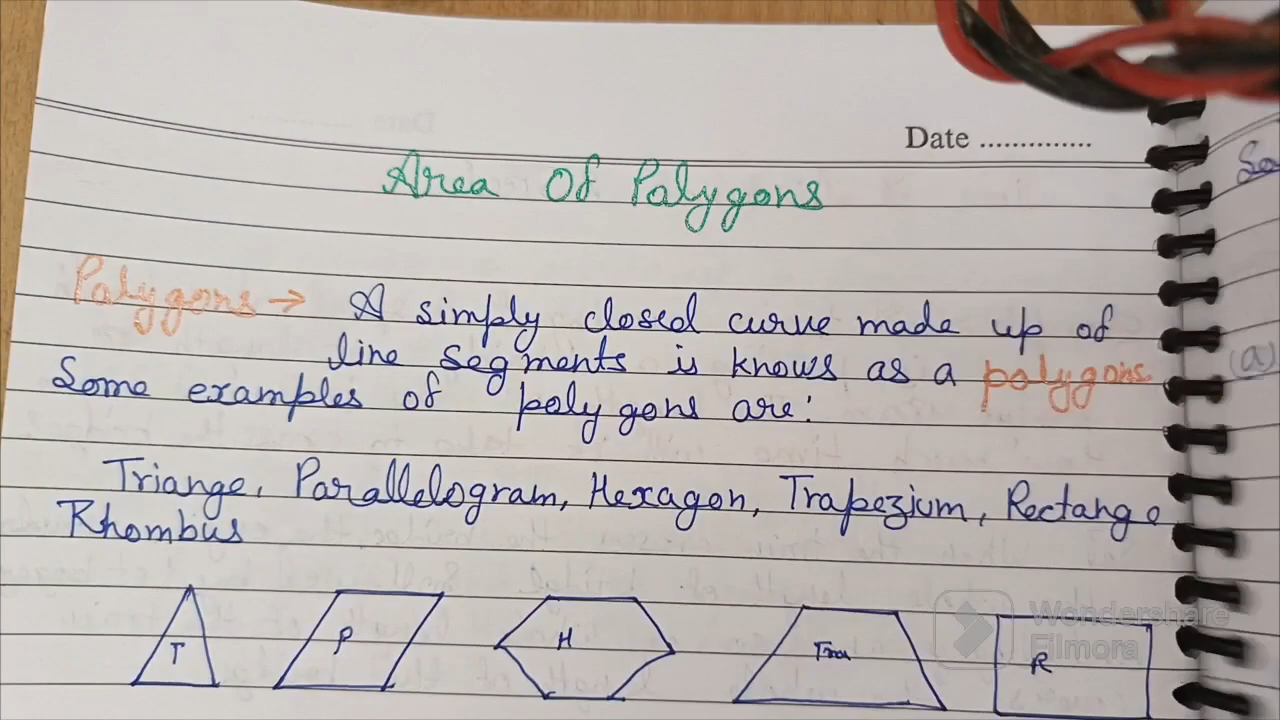 Date ..............
Area Of Polygons
Polygons → A simply closed curve made up of
line segments is knows as a polygons
Some examples of polygons are:
Triange, Parallelogram, Hexagon, Trapezium, Rectange
Rhombus
T P H Tra R
Wondershare
Filmora
(a)